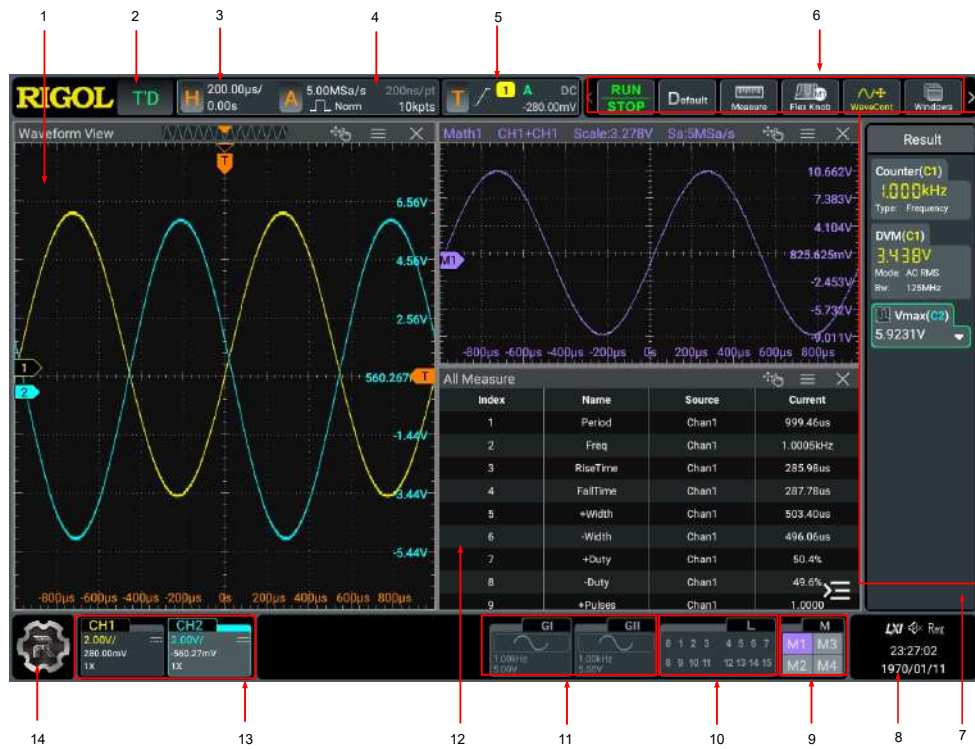 1 2 3 4 5 6
RIGOL T'D H 200.00µs/ 0.00s A 5.00MSa/s 200ns/pt Norm 10kpts T 1 A DC -280.00mV RUN STOP Default Measure Flex Knob WaveCont Windows
Waveform View
T
6.56V
4.56V
2.56V
1
2
T
-1.44V
-3.44V
-5.44V
-800µs -600µs -400µs -200µs 0s 200µs 400µs 600µs 800µs
Math1 CH1+CH1 Scale:3.278V Sa:5MSa/s
10.662V
7.383V
4.104V
M1 825.625mV
-2.453V
-5.732V
-9.011V
-800µs -600µs -400µs -200µs 0s 200µs 400µs 600µs 800µs
All Measure
Index Name Source Current
1 Period Chan1 999.46us
2 Freq Chan1 1.0005kHz
3 RiseTime Chan1 285.98us
4 FallTime Chan1 287.78us
5 +Width Chan1 503.40us
6 -Width Chan1 496.06us
7 +Duty Chan1 50.4%
8 -Duty Chan1 49.6%
9 +Pulses Chan1 1.0000
Result
Counter(C1)
1.000kHz
Type: Frequency
DVM(C1)
3.438V
Mode: AC RMS
Bw: 125MHz
Vmax(C2)
5.9231V
CH1
2.00V/
280.00mV
1X
CH2
2.00V/
-560.27mV
1X
GI
1.00kHz
5.00V
GII
1.00kHz
5.00V
L
0 1 2 3 4 5 6 7
8 9 10 11 12 13 14 15
M
M1 M3
M2 M4
LXI Rmt
23:27:02
1970/01/11
14 13 12 11 10 9 8 7